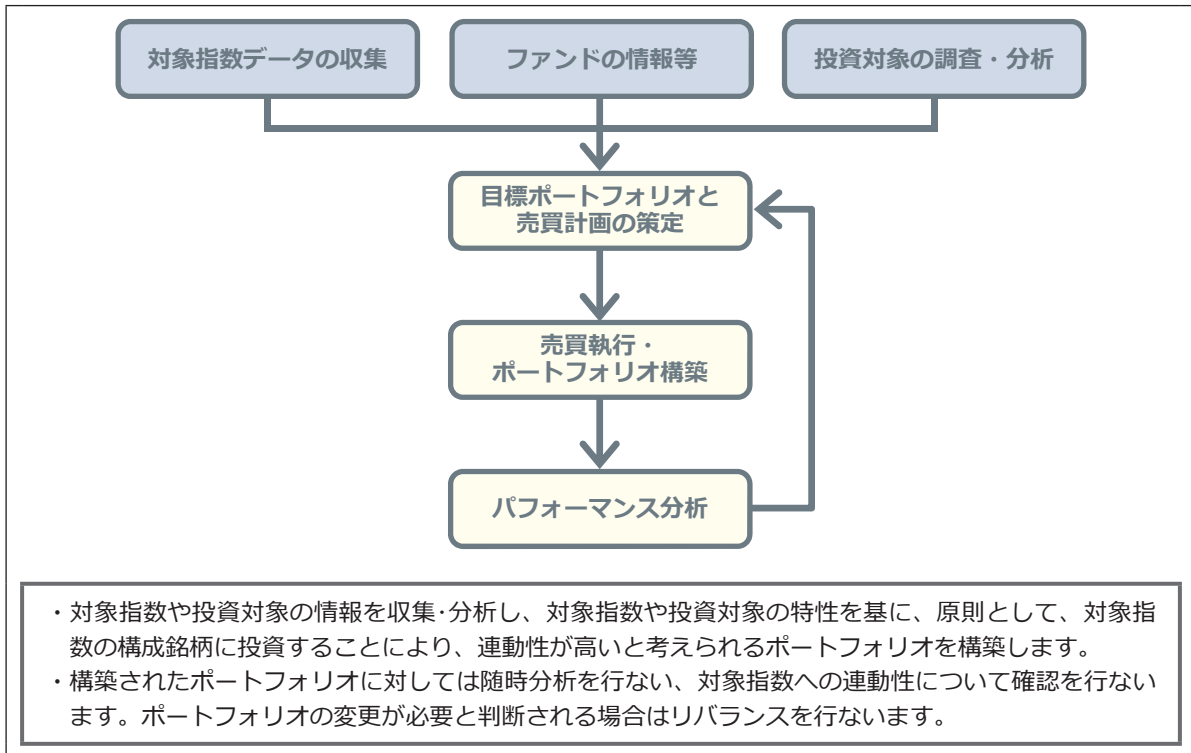 対象指数データの収集
ファンドの情報等
投資対象の調査・分析
目標ポートフォリオと
売買計画の策定
売買執行・
ポートフォリオ構築
パフォーマンス分析
・対象指数や投資対象の情報を収集･分析し、対象指数や投資対象の特性を基に、原則として、対象指
数の構成銘柄に投資することにより、連動性が高いと考えられるポートフォリオを構築します。
・構築されたポートフォリオに対しては随時分析を行ない、対象指数への連動性について確認を行ない
ます。ポートフォリオの変更が必要と判断される場合はリバランスを行ないます。